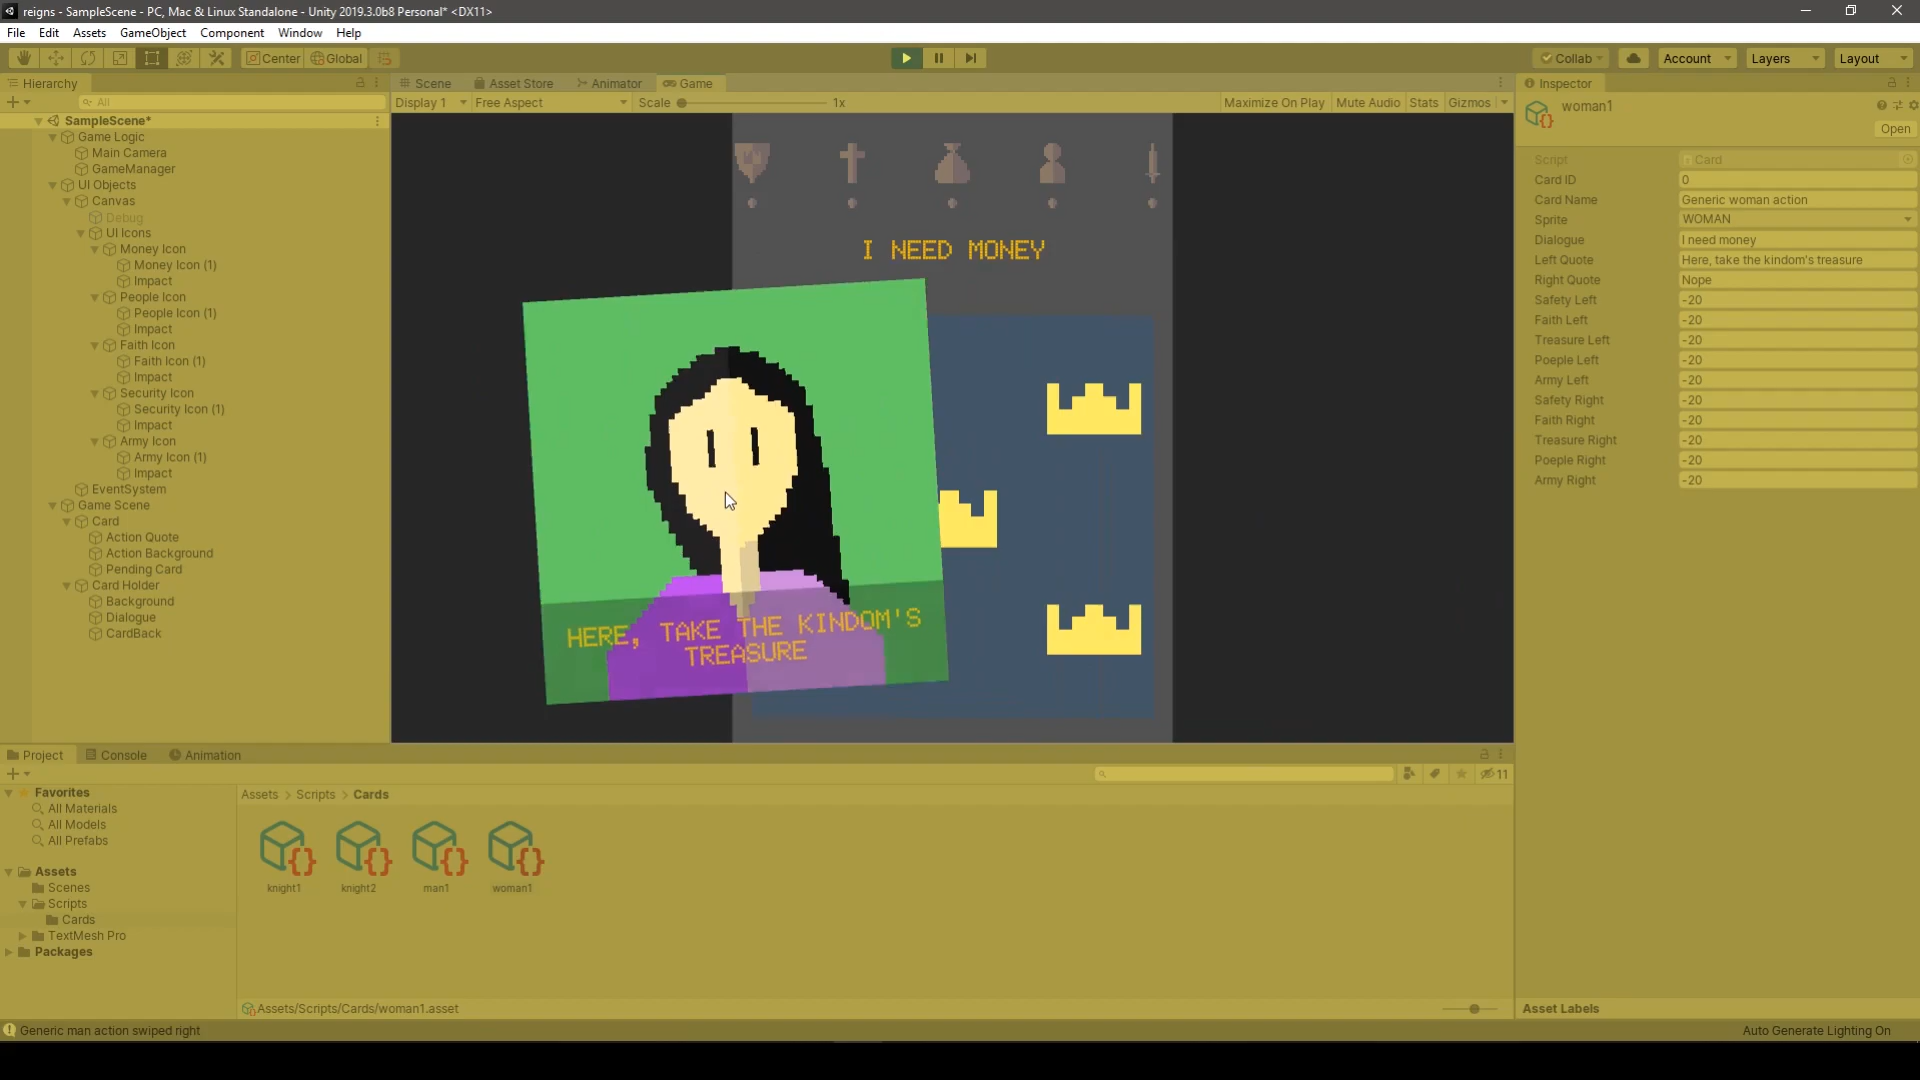 reigns - SampleScene - PC, Mac & Linux Standalone - Unity 2019.3.0b8 Personal* <DX11>
File Edit Assets GameObject Component Window Help
Center Global Collab Account Layers Layout
Hierarchy Scene Asset Store Animator Game Inspector
All
Display 1 Free Aspect Scale 1x Maximize On Play Mute Audio Stats Gizmos
woman1
Open
SampleScene*
Game Logic
Main Camera
GameManager
UI Objects
Canvas
Debug
UI Icons
Money Icon
Money Icon (1)
Impact
People Icon
People Icon (1)
Impact
Faith Icon
Faith Icon (1)
Impact
Security Icon
Security Icon (1)
Impact
Army Icon
Army Icon (1)
Impact
EventSystem
Game Scene
Card
Action Quote
Action Background
Pending Card
Card Holder
Background
Dialogue
CardBack
I NEED MONEY
HERE, TAKE THE KINDOM'S
TREASURE
Script Card
Card ID 0
Card Name Generic woman action
Sprite WOMAN
Dialogue I need money
Left Quote Here, take the kindom's treasure
Right Quote Nope
Safety Left -20
Faith Left -20
Treasure Left -20
Poeple Left -20
Army Left -20
Safety Right -20
Faith Right -20
Treasure Right -20
Poeple Right -20
Army Right -20
Project Console Animation
11
Favorites
All Materials
All Models
All Prefabs
Assets
Scenes
Scripts
Cards
TextMesh Pro
Packages
Assets > Scripts > Cards
knight1 knight2 man1 woman1
Assets/Scripts/Cards/woman1.asset
Asset Labels
Generic man action swiped right
Auto Generate Lighting On